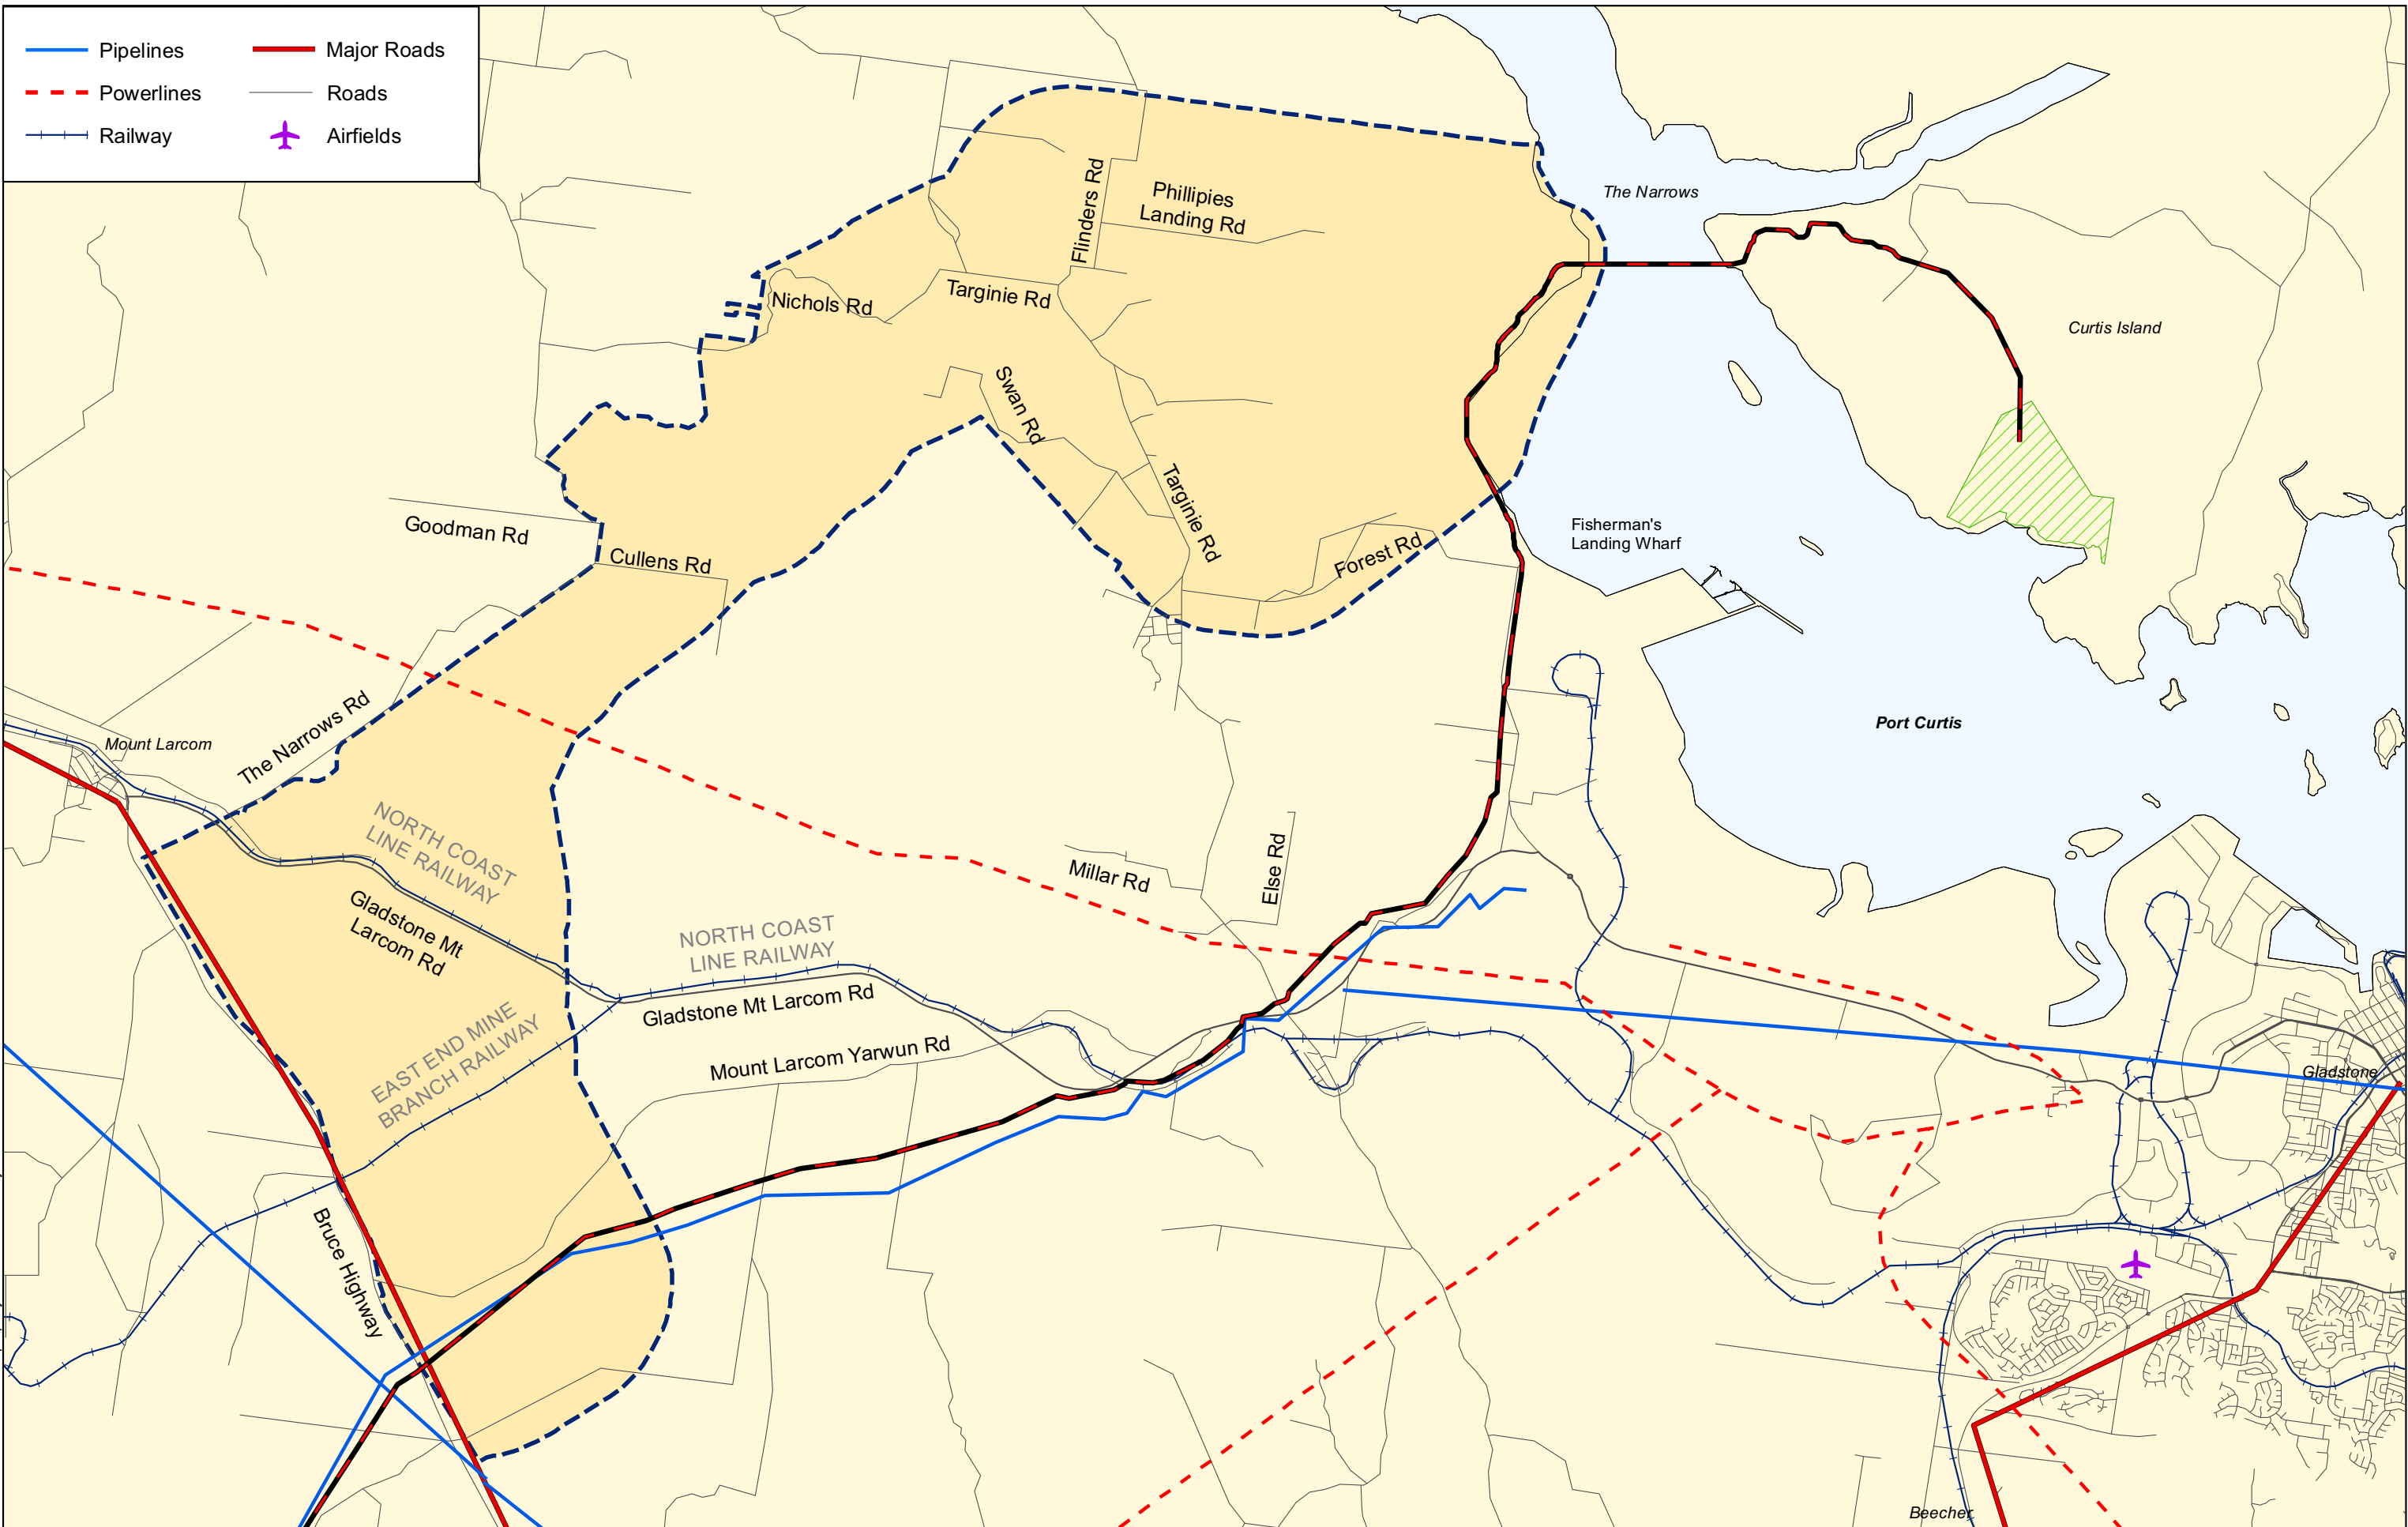 Pipelines
Major Roads
Powerlines
Roads
Railway
Airfields
Flinders Rd
Phillipies
Landing Rd
The Narrows
Nichols Rd
Targinie Rd
Curtis Island
Swan Rd
Targinie Rd
Goodman Rd
Cullens Rd
Forest Rd
Fisherman's
Landing Wharf
The Narrows Rd
Mount Larcom
Port Curtis
NORTH COAST
LINE RAILWAY
Millar Rd
Else Rd
Gladstone Mt
Larcom Rd
NORTH COAST
LINE RAILWAY
Gladstone Mt Larcom Rd
EAST END MINE
BRANCH RAILWAY
Mount Larcom Yarwun Rd
Gladstone
Bruce Highway
Beecher